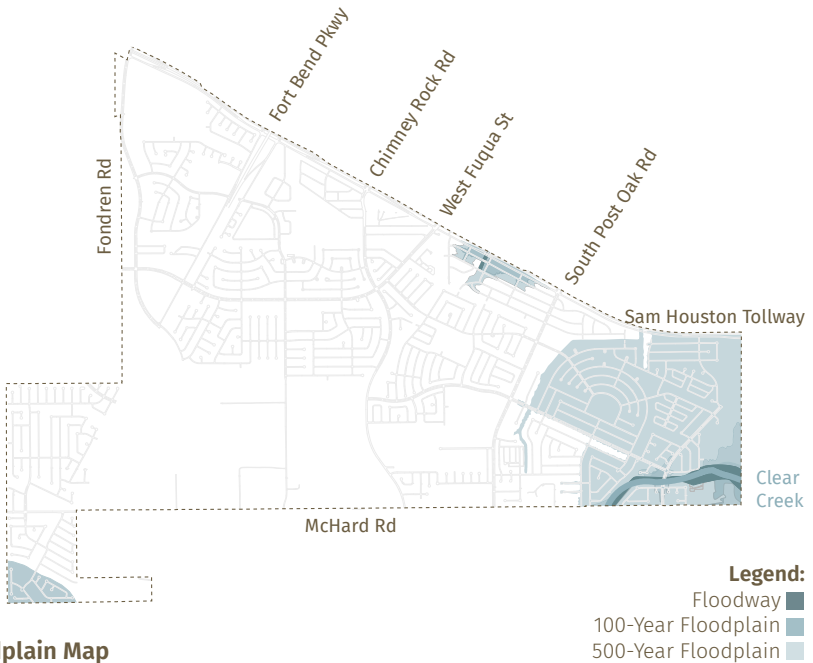 Fort Bend Pkwy
Chimney Rock Rd
West Fuqua St
South Post Oak Rd
Fondren Rd
Sam Houston Tollway
Clear
Creek
McHard Rd
Legend:
Floodway
100-Year Floodplain
500-Year Floodplain
Map